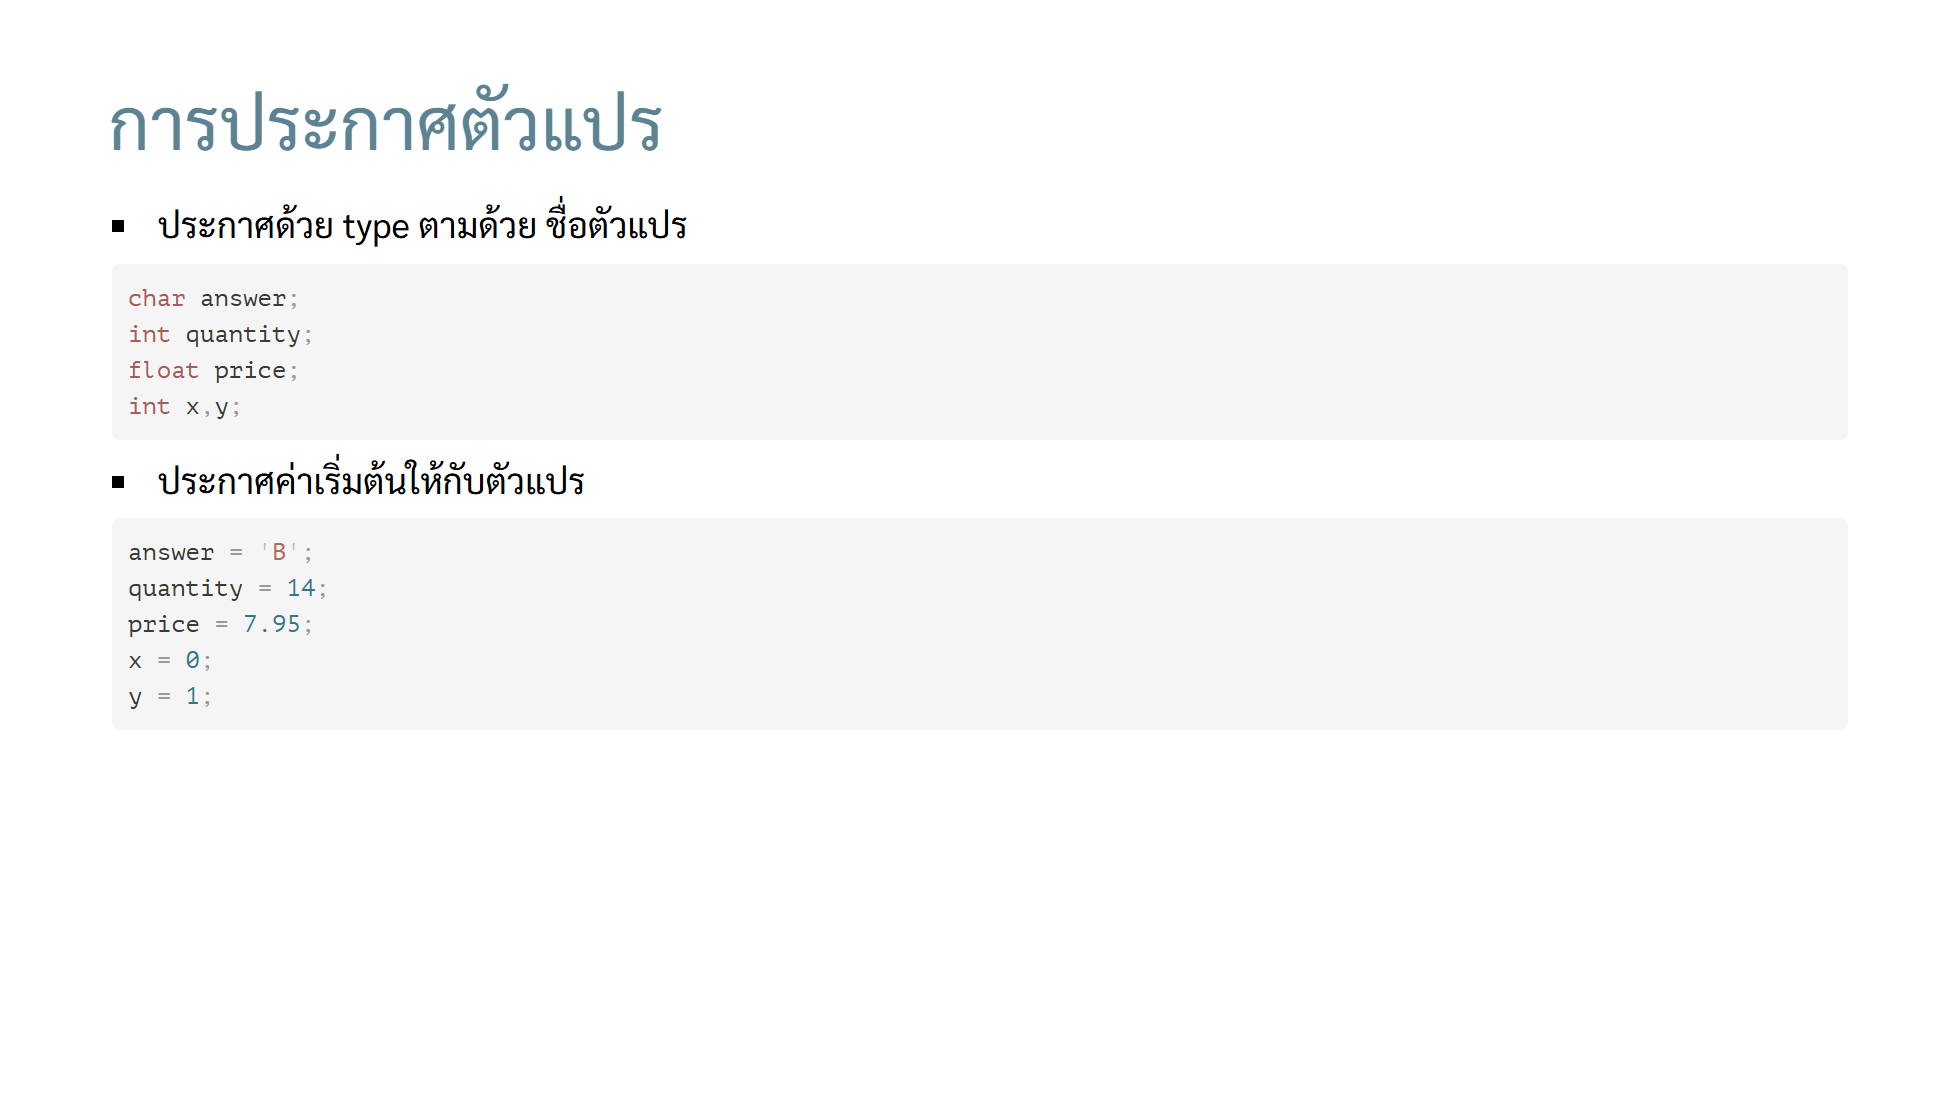 การประกาศตัวแปร
ประกาศด้วย type ตามด้วย ชื่อตัวแปร
char answer;
int quantity;
float price;
int x,y;
ประกาศค่าเริ่มต้นให้กับตัวแปร
answer = 'B';
quantity = 14;
price = 7.95;
x = 0;
y = 1;